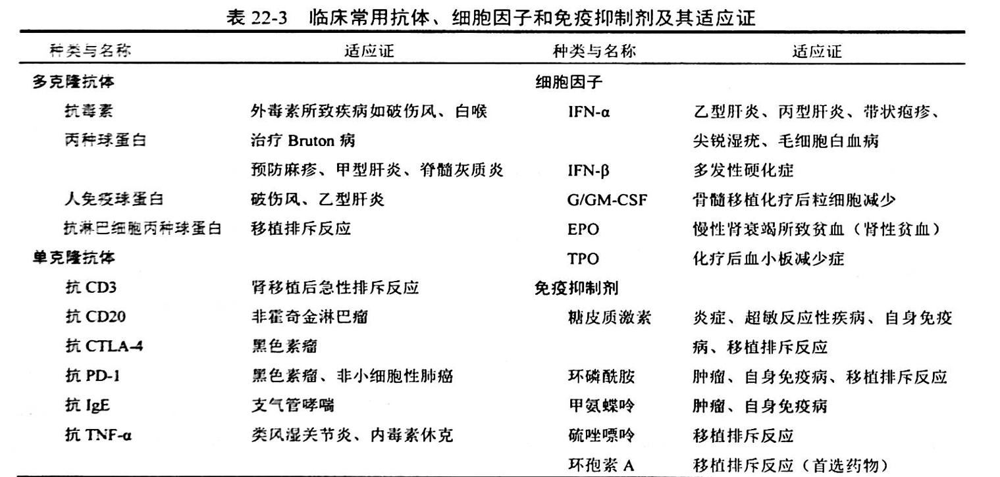 表 22-3 临床常用抗体、细胞因子和免疫抑制剂及其适应证
种类与名称 适应证 种类与名称 适应证
多克隆抗体 细胞因子
抗毒素 外毒素所致疾病如破伤风、白喉 IFN-α 乙型肝炎、丙型肝炎、带状疱疹、
丙种球蛋白 治疗 Bruton 病 尖锐湿疣、毛细胞白血病
预防麻疹、甲型肝炎、脊髓灰质炎 IFN-β 多发性硬化症
人免疫球蛋白 破伤风、乙型肝炎 G/GM-CSF 骨髓移植化疗后粒细胞减少
抗淋巴细胞丙种球蛋白 移植排斥反应 EPO 慢性肾衰竭所致贫血（肾性贫血）
单克隆抗体 TPO 化疗后血小板减少症
抗 CD3 肾移植后急性排斥反应 免疫抑制剂
抗 CD20 非霍奇金淋巴瘤 糖皮质激素 炎症、超敏反应性疾病、自身免疫
抗 CTLA-4 黑色素瘤 病、移植排斥反应
抗 PD-1 黑色素瘤、非小细胞性肺癌 环磷酰胺 肿瘤、自身免疫病、移植排斥反应
抗 IgE 支气管哮喘 甲氨蝶呤 肿瘤、自身免疫病
抗 TNF-α 类风湿关节炎、内毒素休克 硫唑嘌呤 移植排斥反应
环孢素 A 移植排斥反应（首选药物）